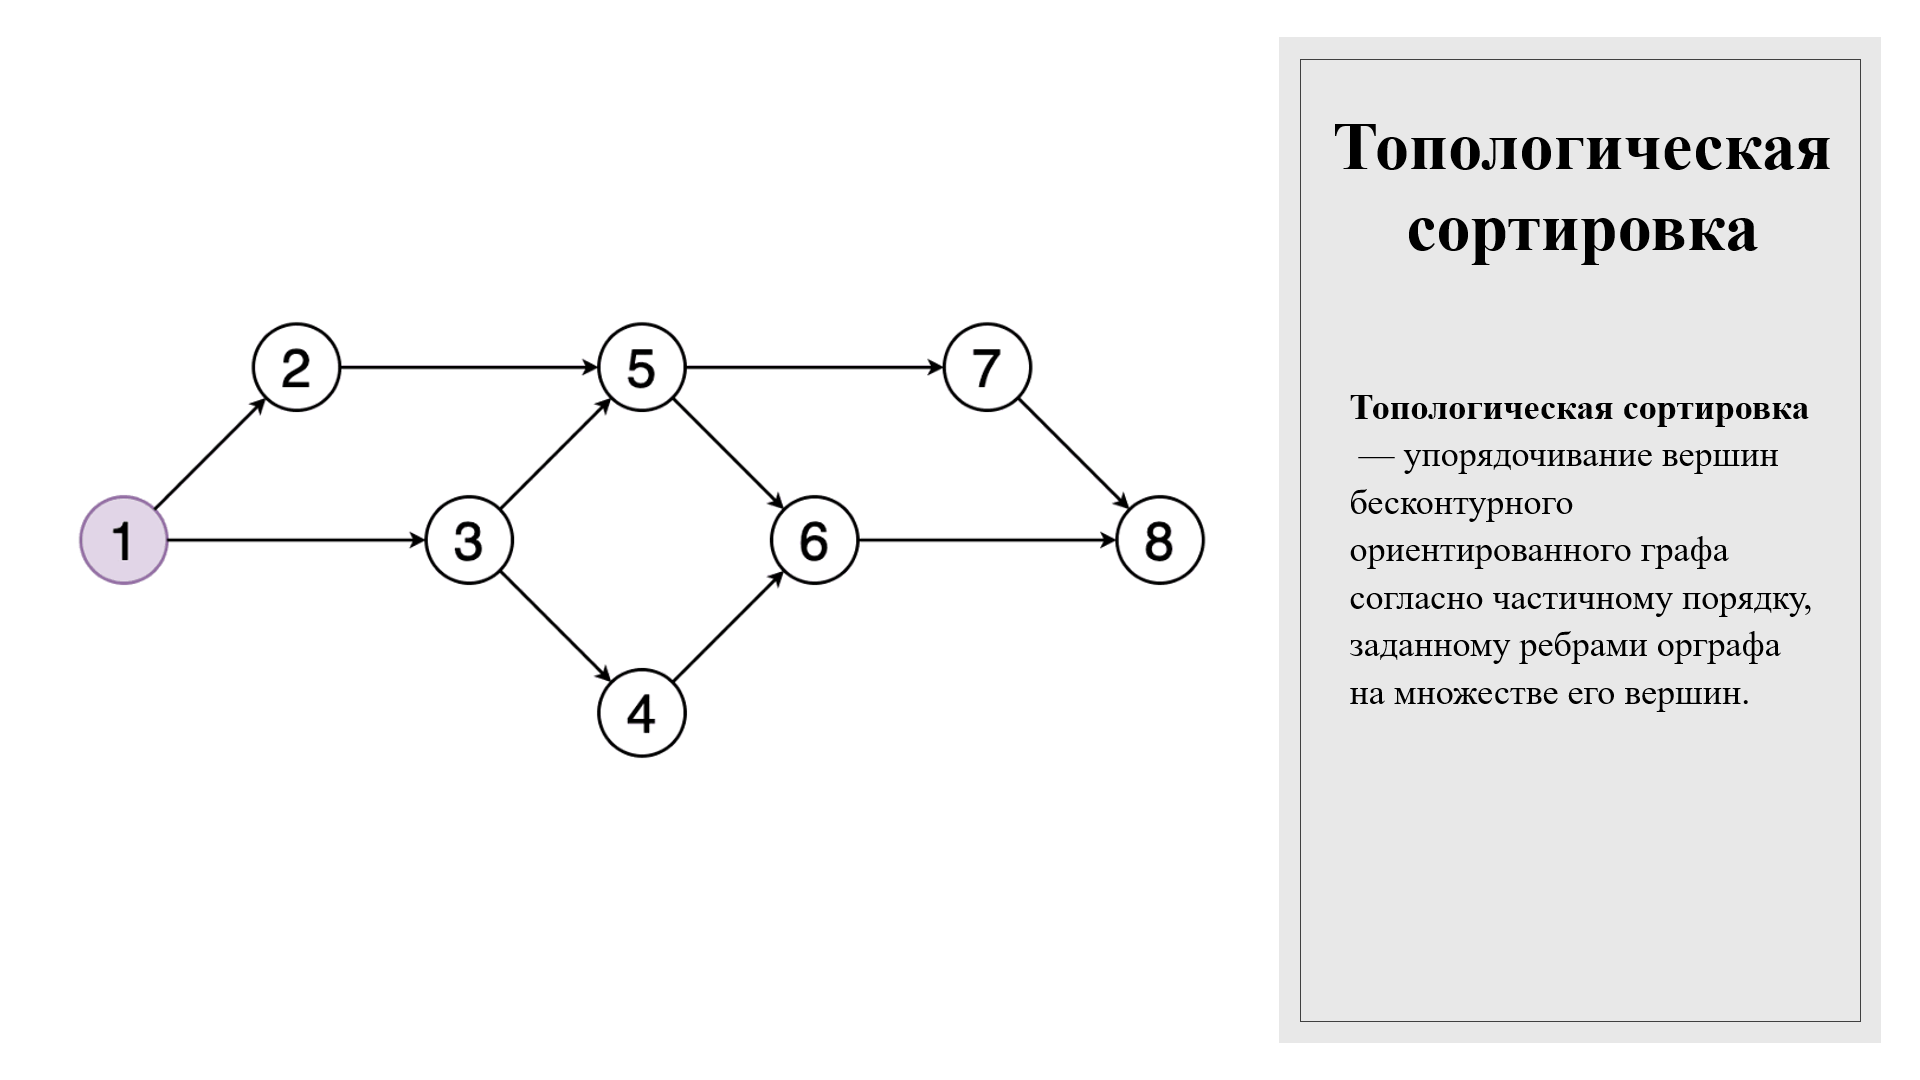 2
5
7
1
3
6
8
4
Топологическая
сортировка
Топологическая сортировка
— упорядочивание вершин
бесконтурного
ориентированного графа
согласно частичному порядку,
заданному ребрами орграфа
на множестве его вершин.